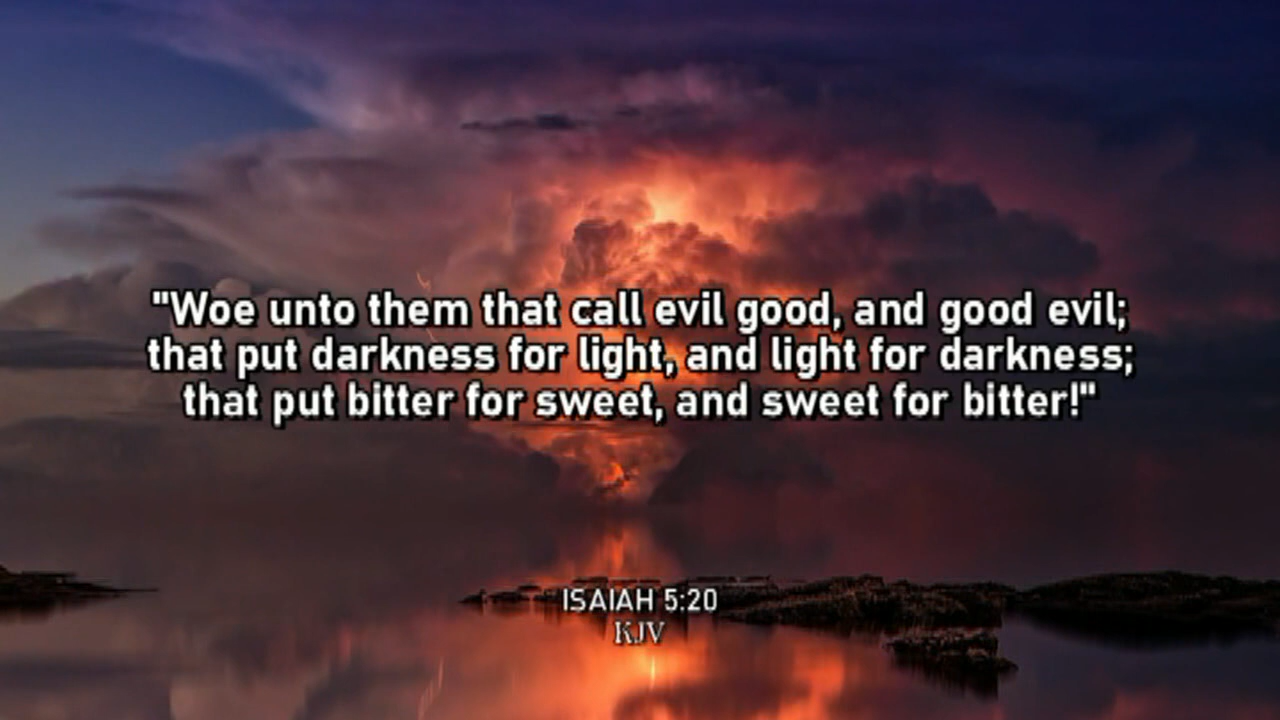 "Woe unto them that call evil good, and good evil;
that put darkness for light, and light for darkness;
that put bitter for sweet, and sweet for bitter!"
ISAIAH 5:20
KJV